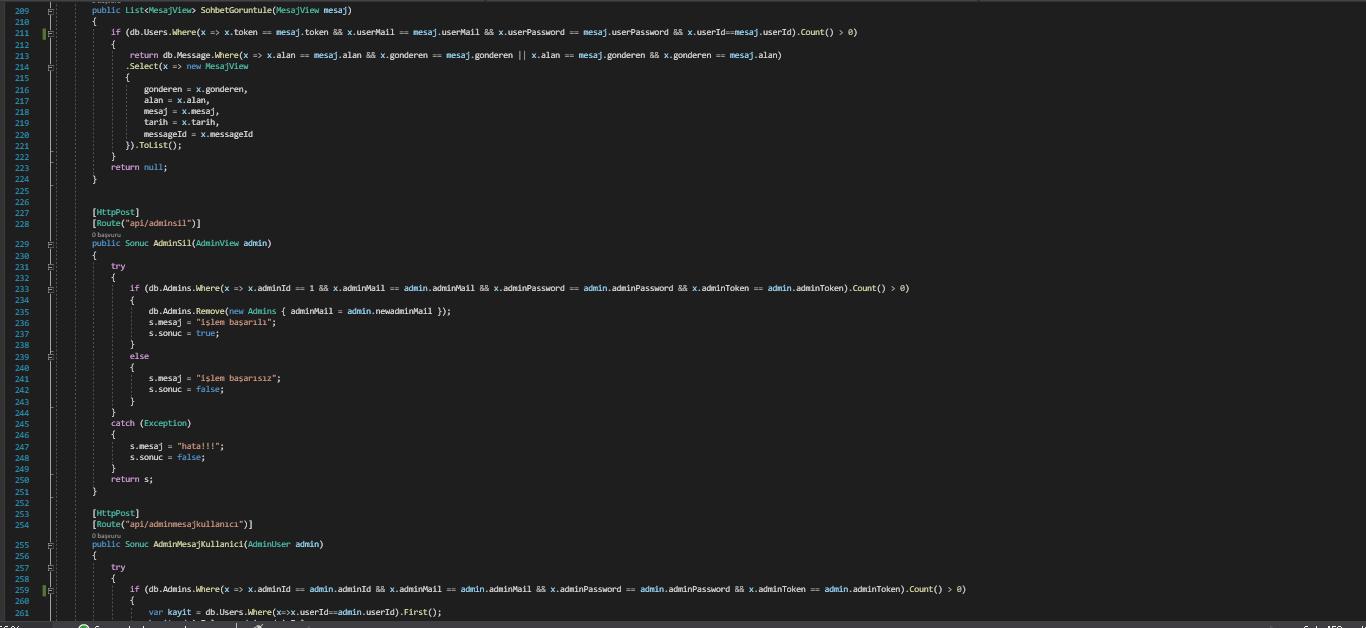 209 public List<MesajView> SohbetGoruntule(MesajView mesaj)
210 {
211 if (db.Users.Where(x => x.token == mesaj.token && x.userMail == mesaj.userMail && x.userPassword == mesaj.userPassword && x.userId==mesaj.userId).Count() > 0)
212 {
213 return db.Message.Where(x => x.alan == mesaj.alan && x.gonderen == mesaj.gonderen || x.alan == mesaj.gonderen && x.gonderen == mesaj.alan)
214 .Select(x => new MesajView
215 {
216 gonderen = x.gonderen,
217 alan = x.alan,
218 mesaj = x.mesaj,
219 tarih = x.tarih,
220 messageId = x.messageId
221 }).ToList();
222 }
223 return null;
224 }
225
226
227 [HttpPost]
228 [Route("api/adminsil")]
0 başvuru
229 public Sonuc AdminSil(AdminView admin)
230 {
231 try
232 {
233 if (db.Admins.Where(x => x.adminId == 1 && x.adminMail == admin.adminMail && x.adminPassword == admin.adminPassword && x.adminToken == admin.adminToken).Count() > 0)
234 {
235 db.Admins.Remove(new Admins { adminMail = admin.newadminMail });
236 s.mesaj = "işlem başarılı";
237 s.sonuc = true;
238 }
239 else
240 {
241 s.mesaj = "işlem başarısız";
242 s.sonuc = false;
243 }
244 }
245 catch (Exception)
246 {
247 s.mesaj = "hata!!!";
248 s.sonuc = false;
249 }
250 return s;
251 }
252
253 [HttpPost]
254 [Route("api/adminmesajkullanıcı")]
0 başvuru
255 public Sonuc AdminMesajKullanici(AdminUser admin)
256 {
257 try
258 {
259 if (db.Admins.Where(x => x.adminId == admin.adminId && x.adminMail == admin.adminMail && x.adminPassword == admin.adminPassword && x.adminToken == admin.adminToken).Count() > 0)
260 {
261 var kayit = db.Users.Where(x=>x.userId==admin.userId).First();